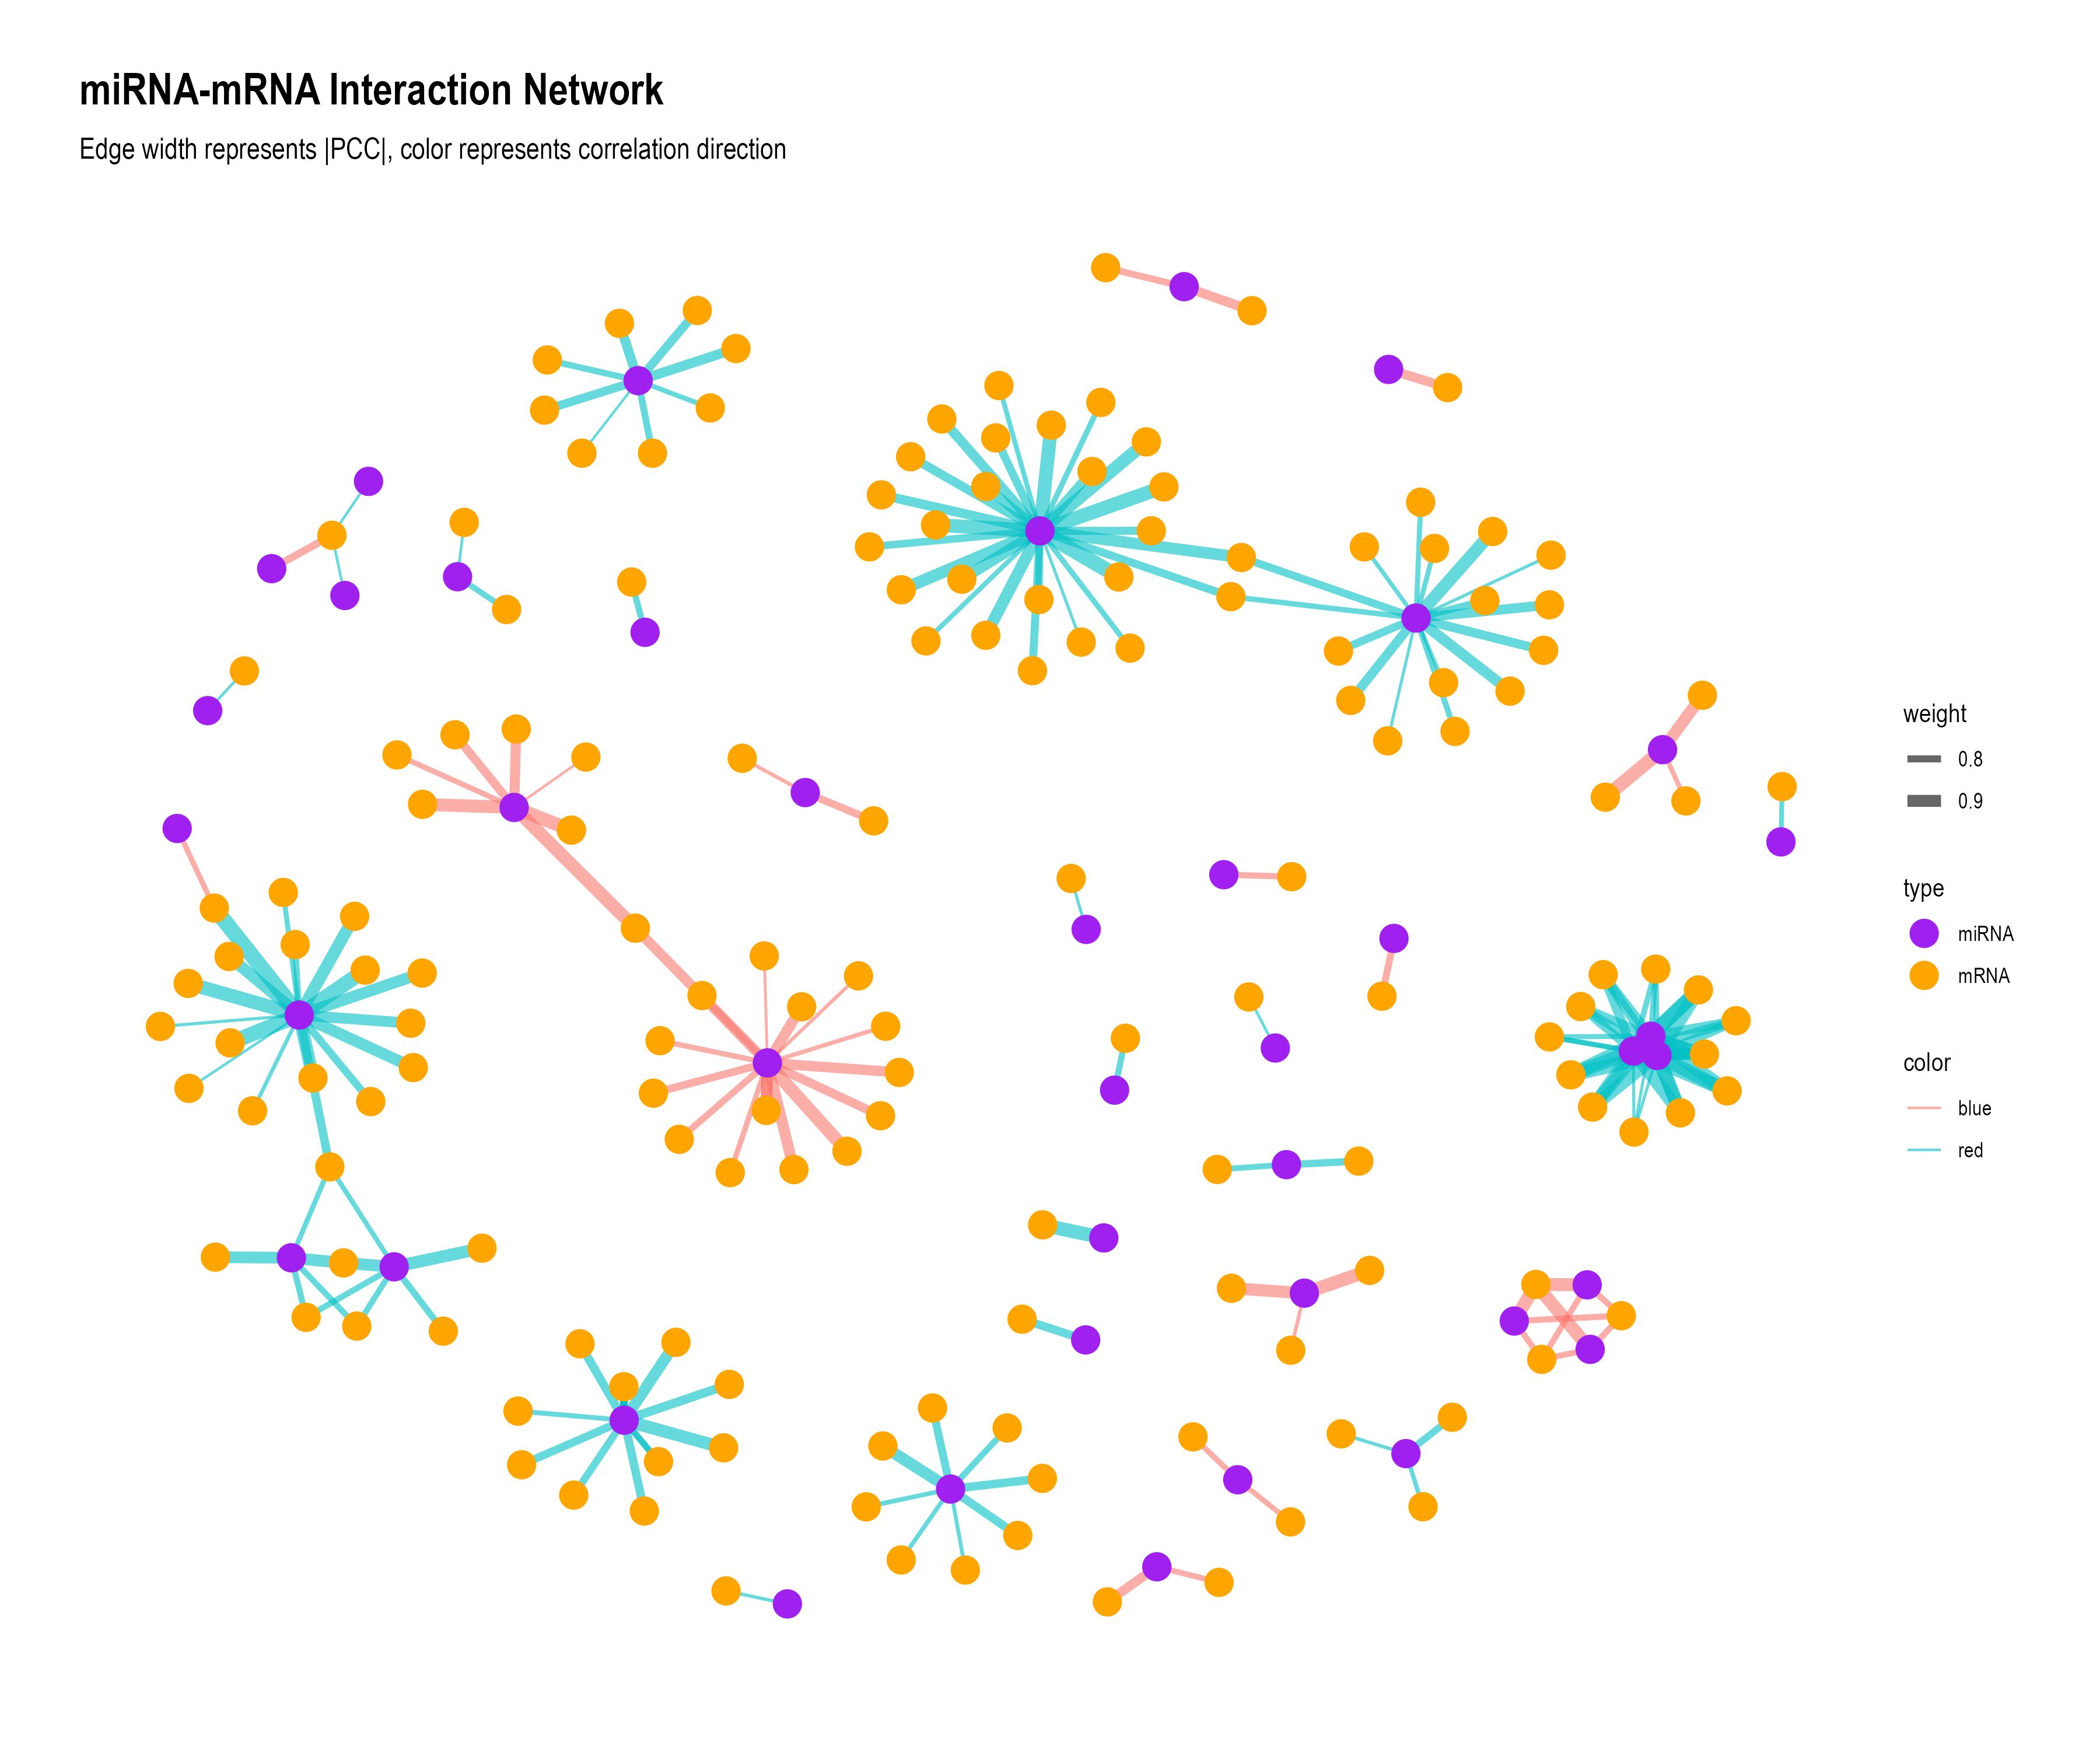 miRNA-mRNA Interaction Network
Edge width represents |PCC|, color represents correlation direction
weight
0.8
0.9
type
miRNA
mRNA
color
blue
red